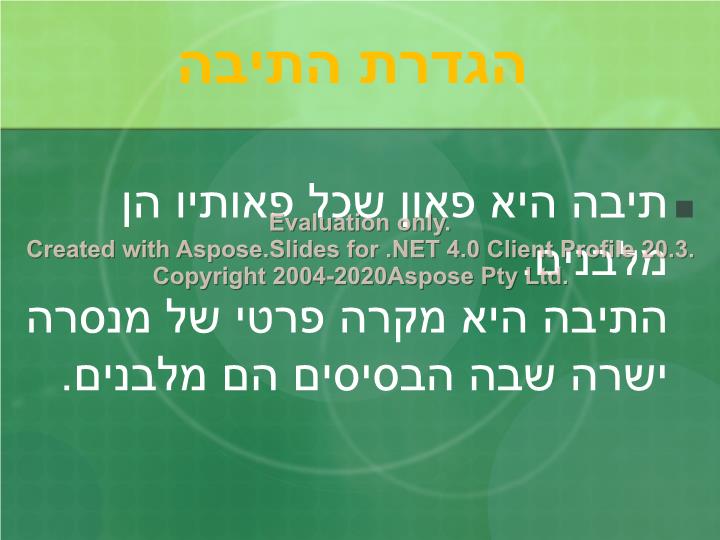 הגדרת התיבה
תיבה היא פאון שכל פאותיו הן
מלבנים.
התיבה היא מקרה פרטי של מנסרה
ישרה שבה הבסיסים הם מלבנים.
Evaluation only.
Created with Aspose.Slides for .NET 4.0 Client Profile 20.3.
Copyright 2004-2020Aspose Pty Ltd.